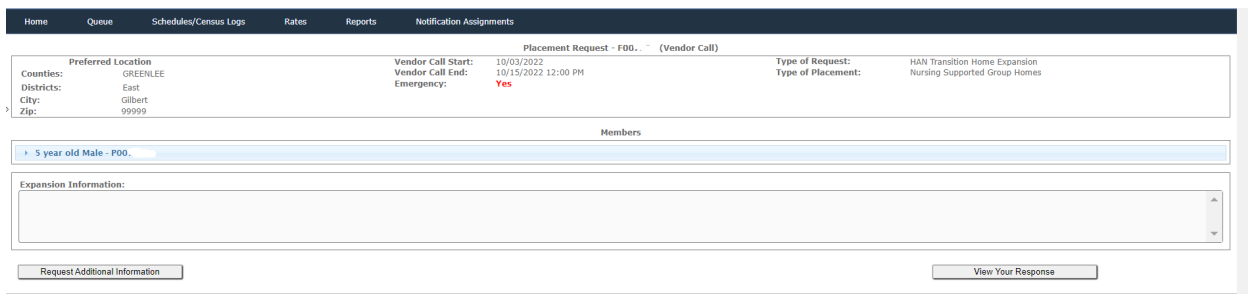 Home Queue Schedules/Census Logs Rates Reports Notification Assignments
Placement Request - F00.. (Vendor Call)
Preferred Location
Counties: GREENLEE
Districts: East
City: Gilbert
Zip: 99999
Vendor Call Start: 10/03/2022
Vendor Call End: 10/15/2022 12:00 PM
Emergency: Yes
Type of Request: HAN Transition Home Expansion
Type of Placement: Nursing Supported Group Homes
Members
5 year old Male - P00.
Expansion Information:
Request Additional Information
View Your Response